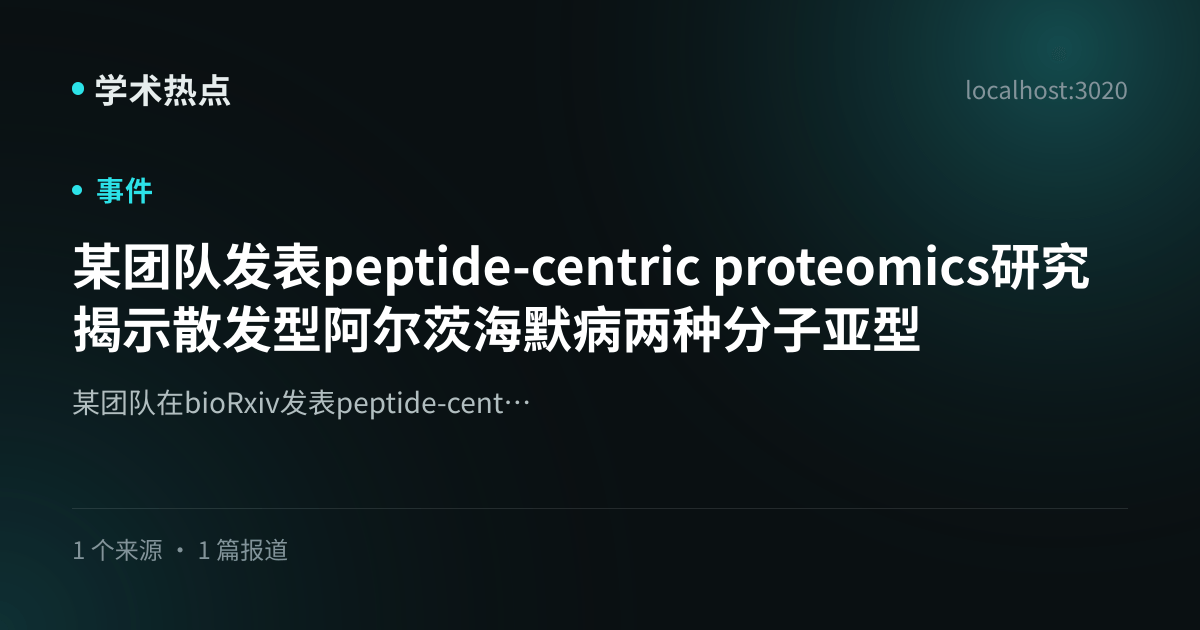 学术热点
localhost:3020
事件
某团队发表peptide-centric proteomics研究
揭示散发型阿尔茨海默病两种分子亚型
某团队在bioRxiv发表peptide-cent…
1 个来源 · 1 篇报道